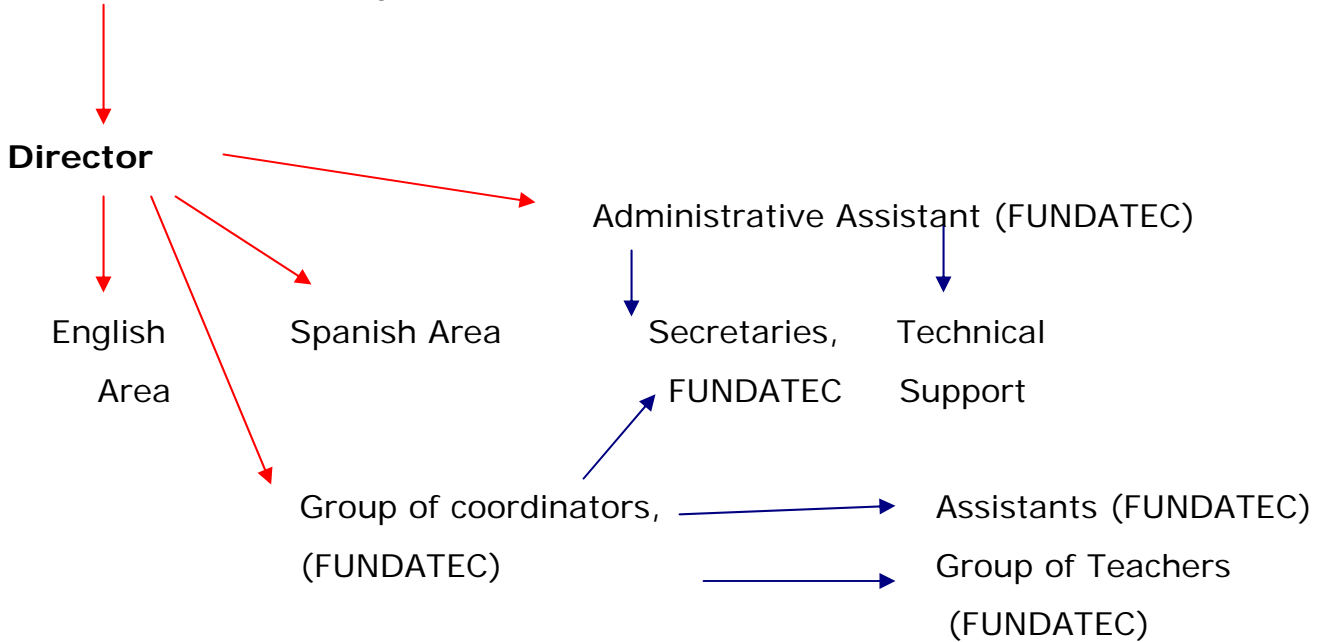 Director
Administrative Assistant (FUNDATEC)
English Spanish Area Secretaries, Technical
Area FUNDATEC Support
Group of coordinators, Assistants (FUNDATEC)
(FUNDATEC) Group of Teachers
(FUNDATEC)